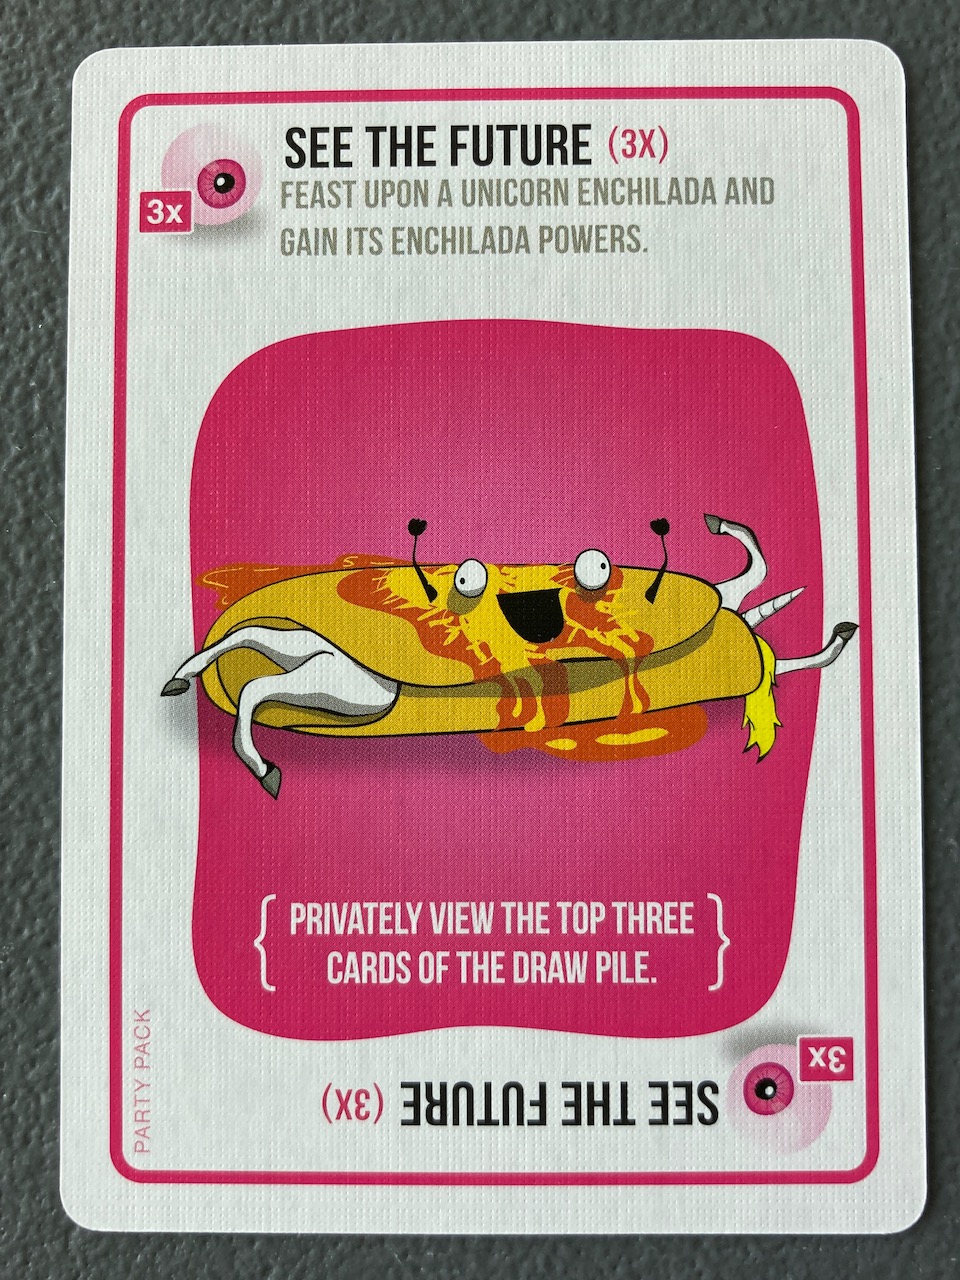 SEE THE FUTURE (3X)
3x
FEAST UPON A UNICORN ENCHILADA AND
GAIN ITS ENCHILADA POWERS.
PRIVATELY VIEW THE TOP THREE
CARDS OF THE DRAW PILE.
PARTY PACK
3x
SEE THE FUTURE (3X)